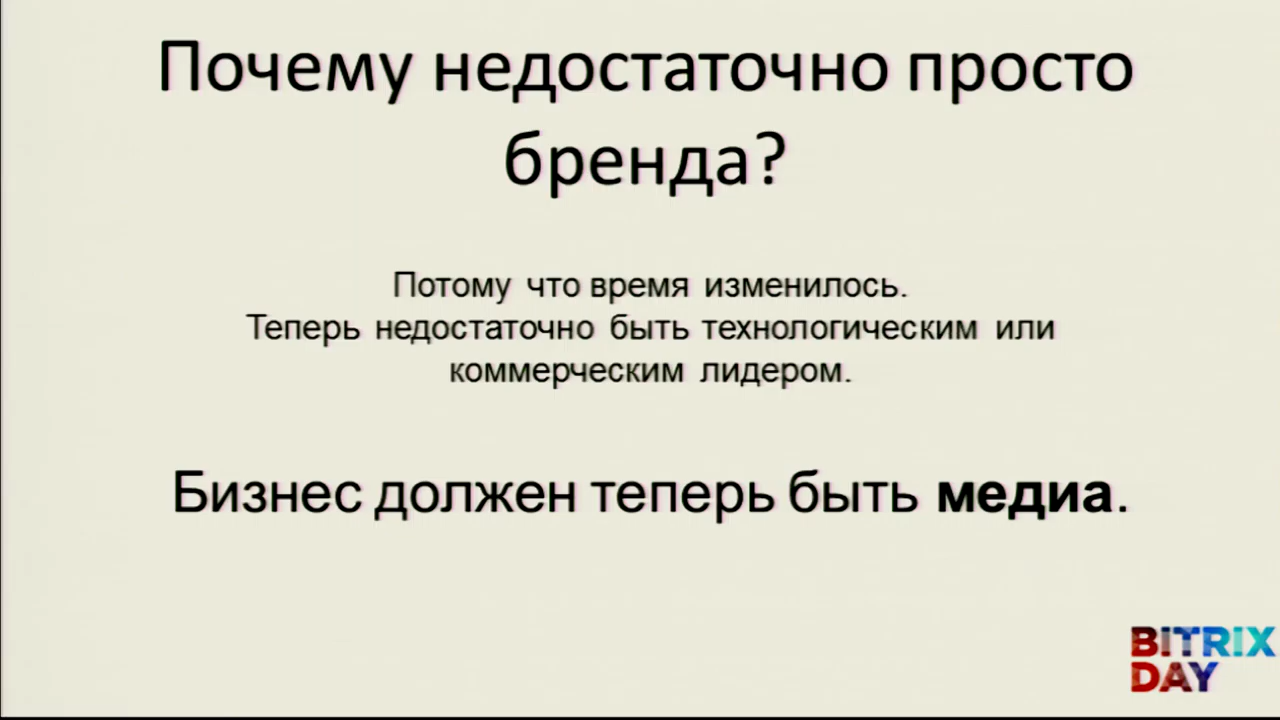 Почему недостаточно просто
бренда?
Потому что время изменилось.
Теперь недостаточно быть технологическим или
коммерческим лидером.
Бизнес должен теперь быть медиа.
BITRIX
DAY